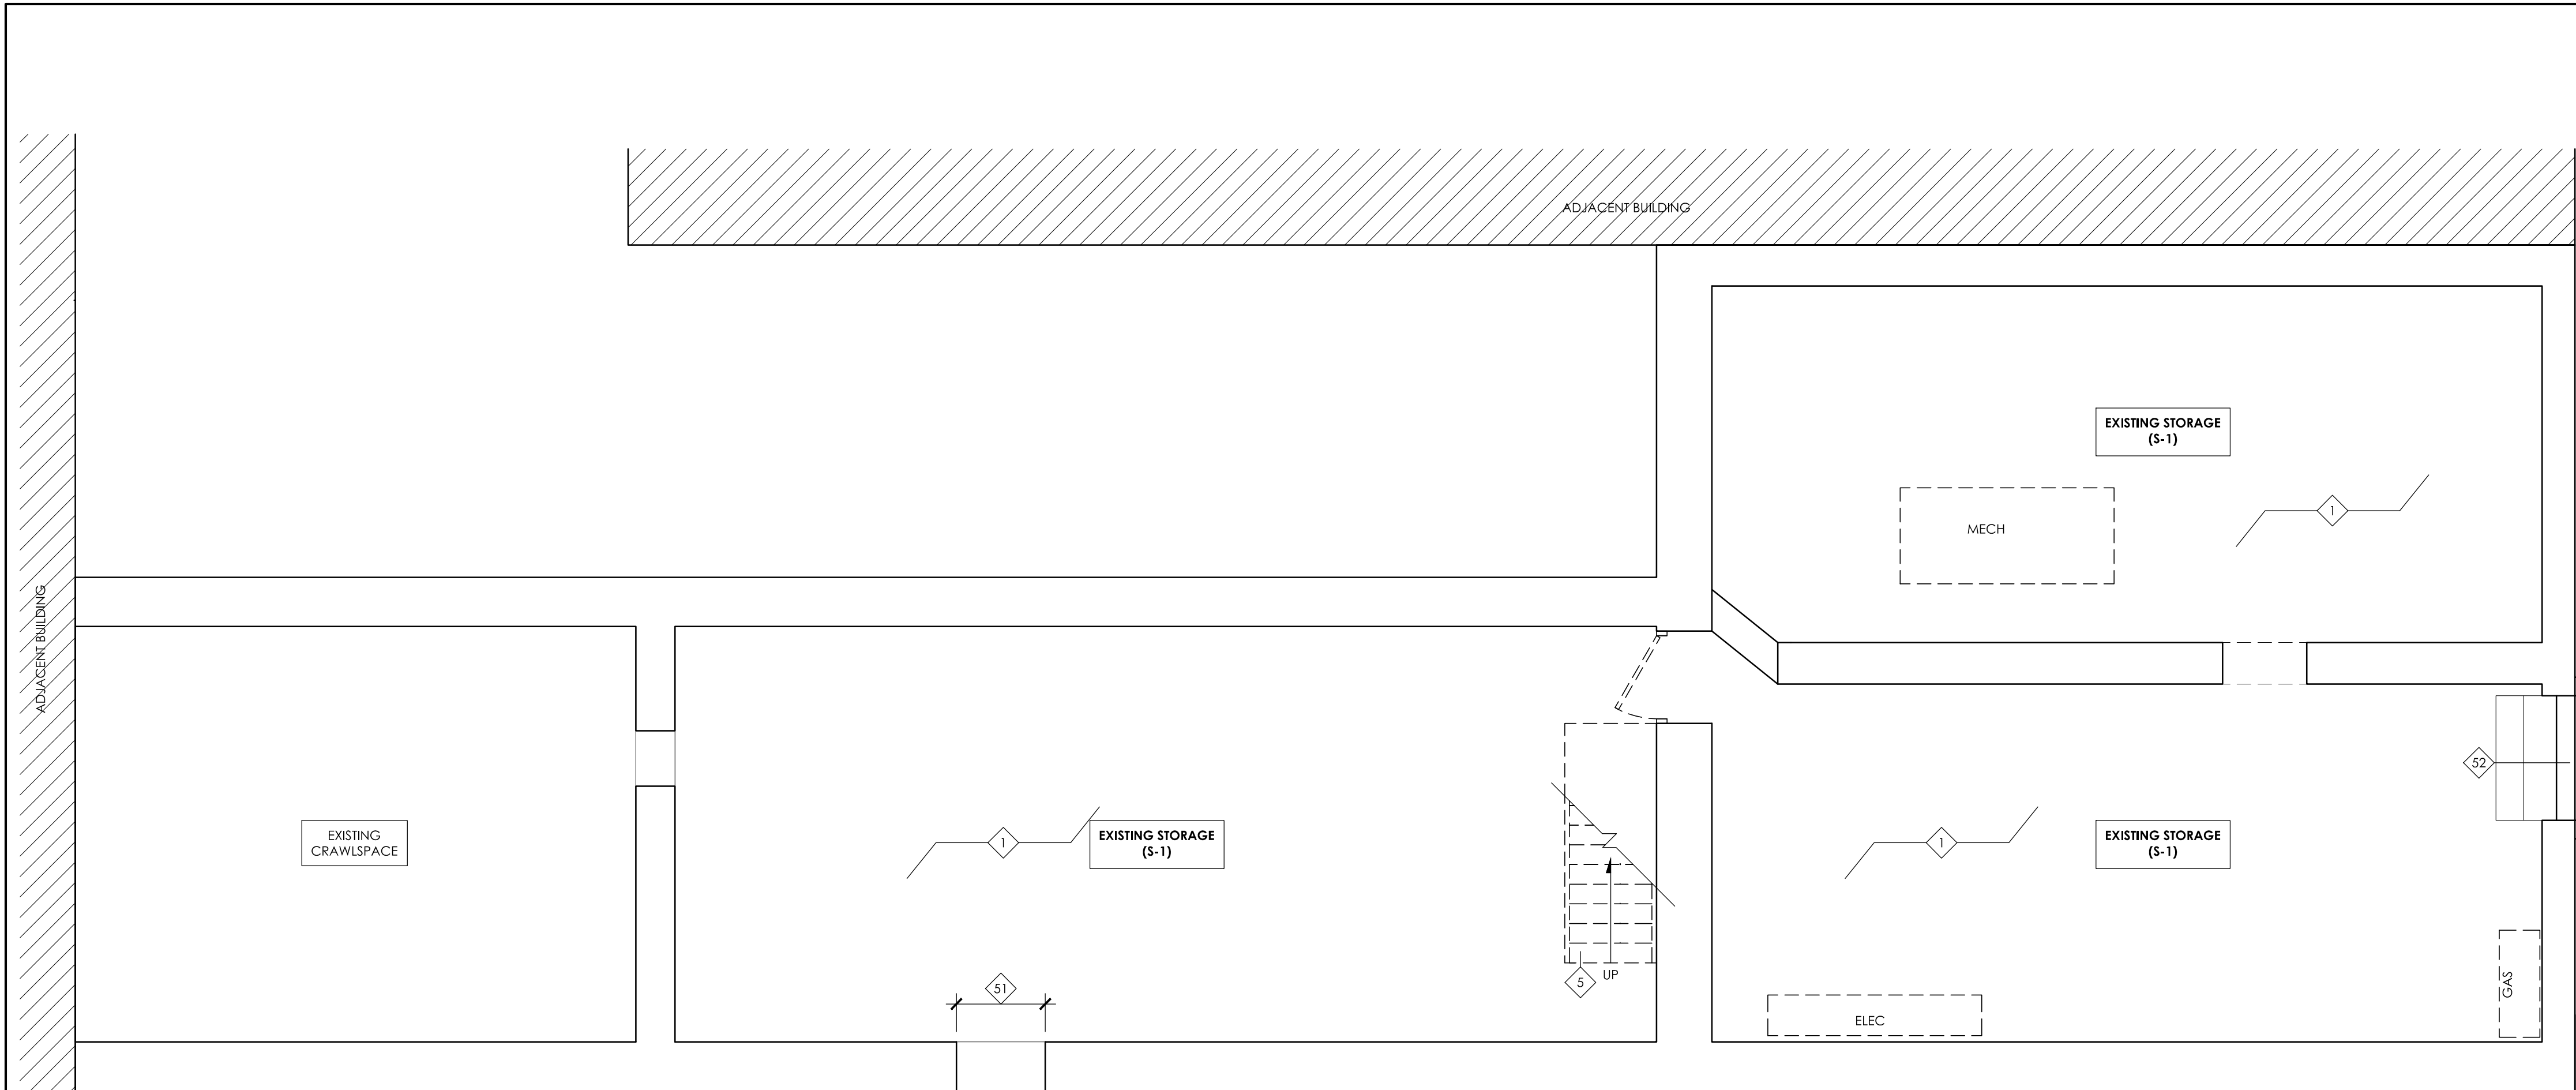 ADJACENT BUILDING
EXISTING STORAGE
(S-1)
1
MECH
ADJACENT BUILDING
52
EXISTING
CRAWLSPACE
1
EXISTING STORAGE
(S-1)
1
EXISTING STORAGE
(S-1)
51
5
UP
GAS
ELEC